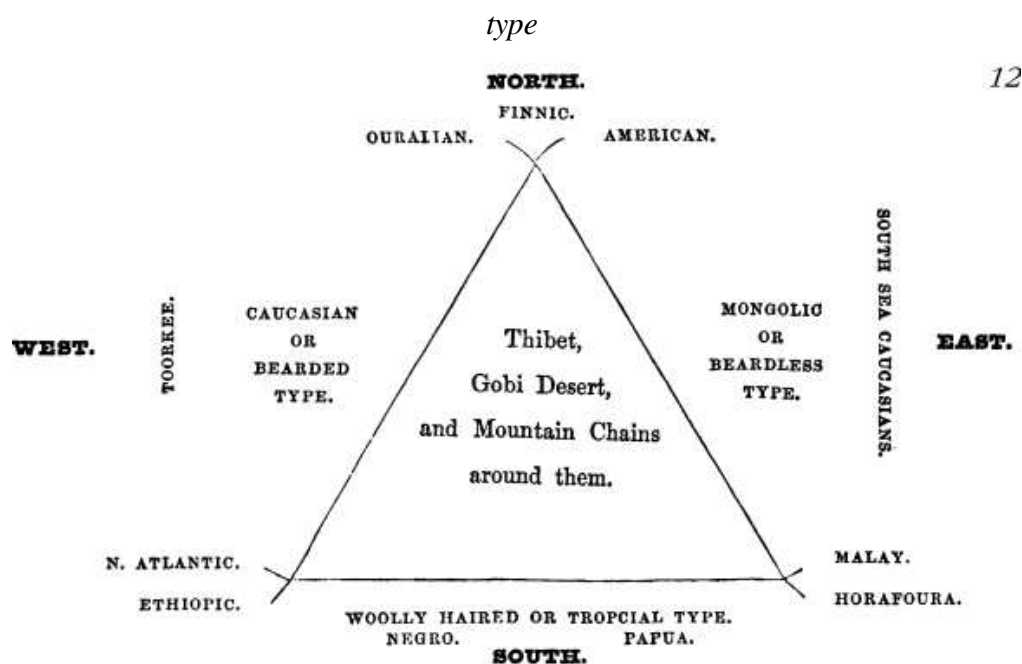 type
12
NORTH.
FINNIC.
OURALIAN.
AMERICAN.
WEST.
TOORKEE.
CAUCASIAN
OR
BEARDED
TYPE.
Thibet,
Gobi Desert,
and Mountain Chains
around them.
MONGOLIC
OR
BEARDLESS
TYPE.
SOUTH SEA CAUCASIANS.
EAST.
N. ATLANTIC.
ETHIOPIC.
MALAY.
HORAFOURA.
WOOLLY HAIRED OR TROPCIAL TYPE.
NEGRO. PAPUA.
SOUTH.